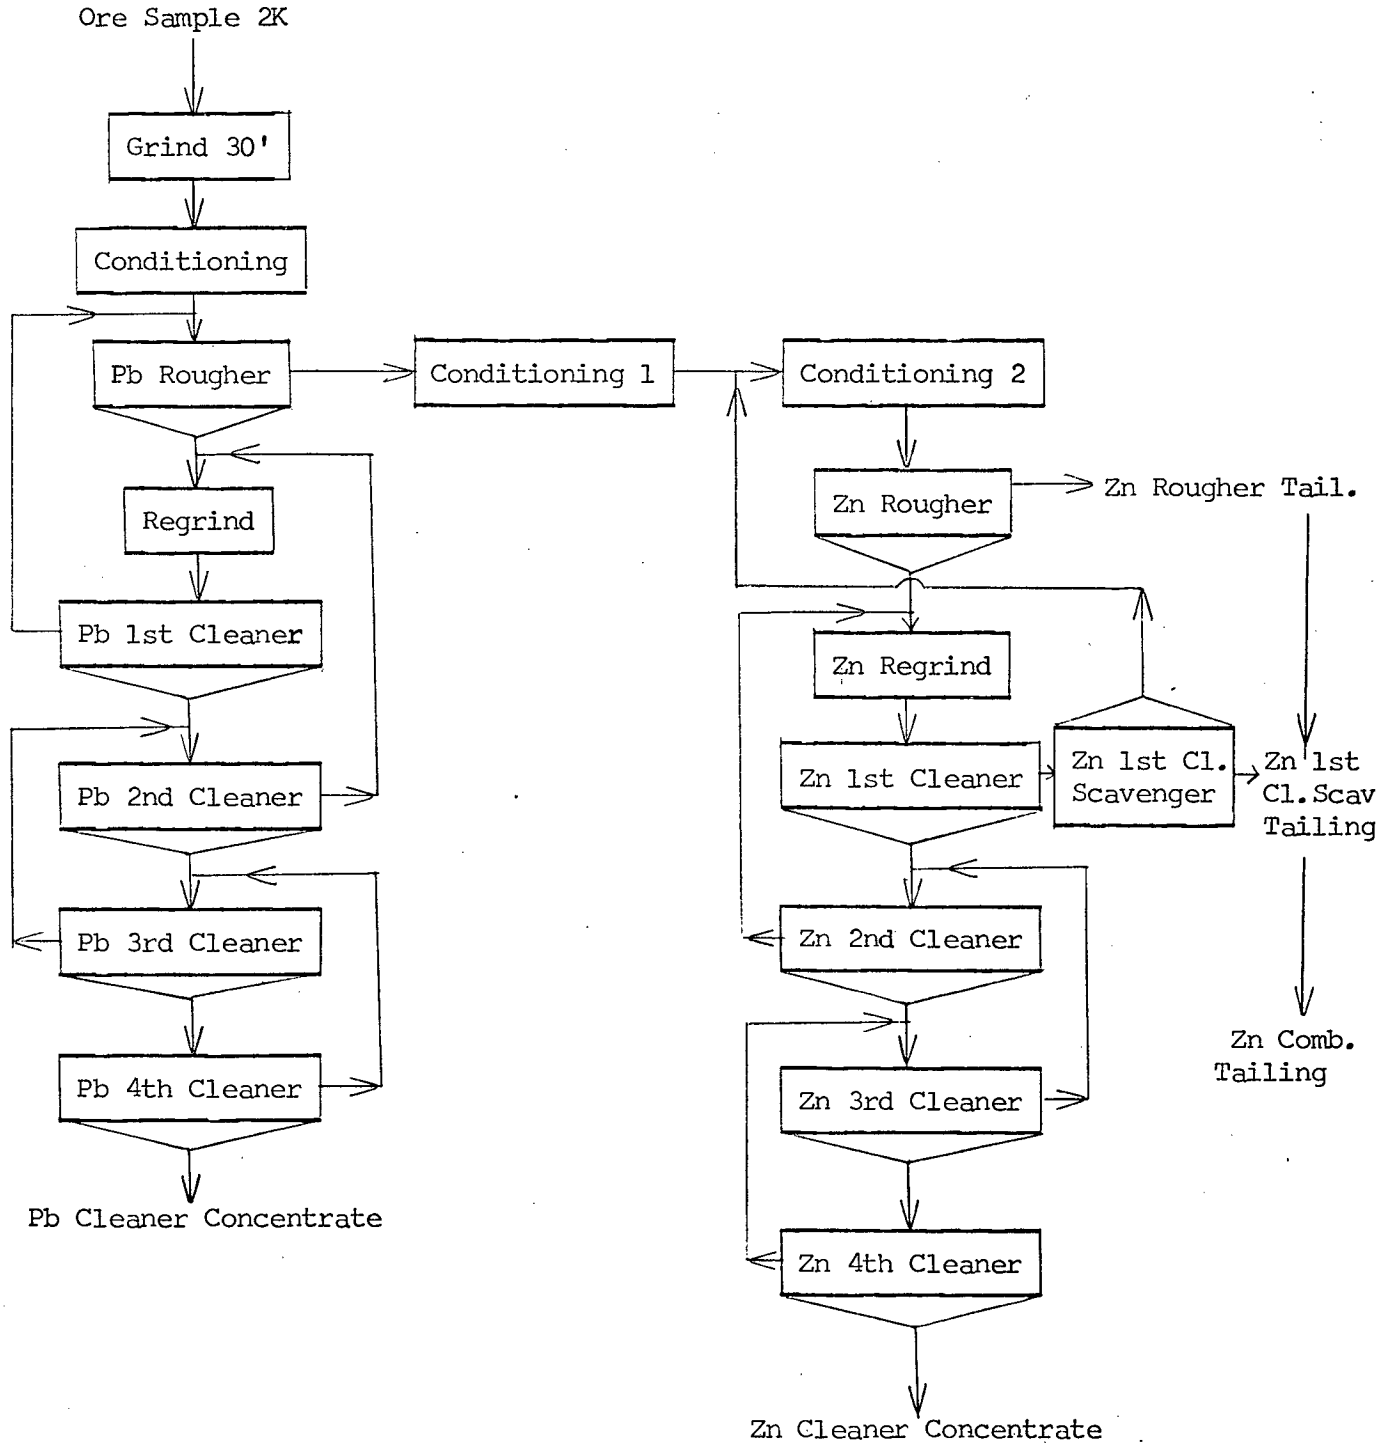 Ore Sample 2K
Grind 30'
Conditioning
Pb Rougher
Conditioning 1
Conditioning 2
Regrind
Zn Rougher
Zn Rougher Tail.
Pb 1st Cleaner
Zn Regrind
Pb 2nd Cleaner
Zn 1st Cleaner
Zn 1st Cl.
Scavenger
Zn 1st
Cl.Scav
Tailing
Pb 3rd Cleaner
Zn 2nd Cleaner
Zn Comb.
Tailing
Pb 4th Cleaner
Zn 3rd Cleaner
Pb Cleaner Concentrate
Zn 4th Cleaner
Zn Cleaner Concentrate